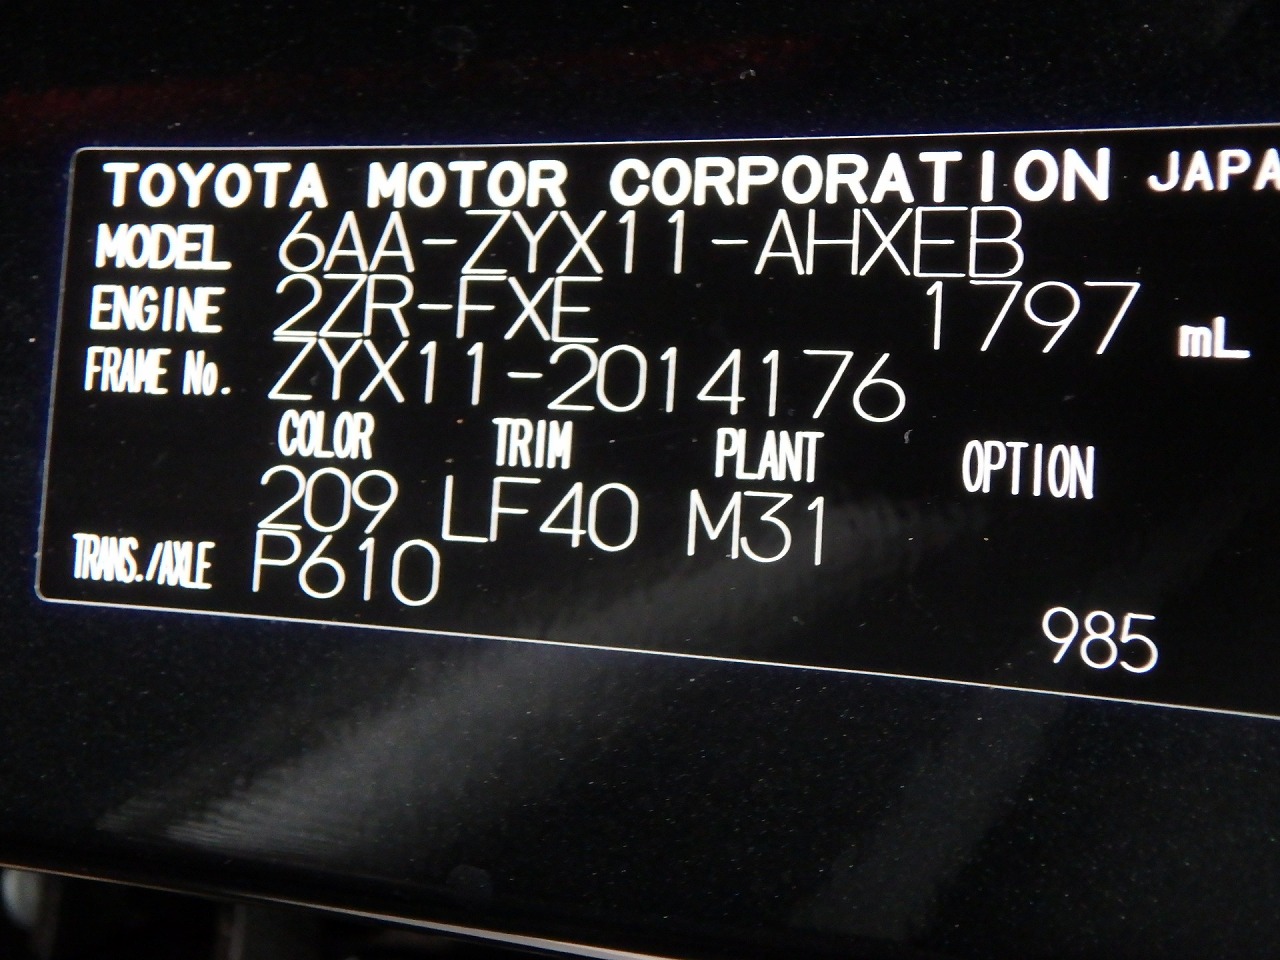 TOYOTA MOTOR CORPORATION JAPA
MODEL 6AA-ZYX11-AHXEB
ENGINE 2ZR-FXE 1797 mL
FRAME No. ZYX11-2014176
COLOR TRIM PLANT OPTION
209 LF40 M31
TRANS./AXLE P610
985